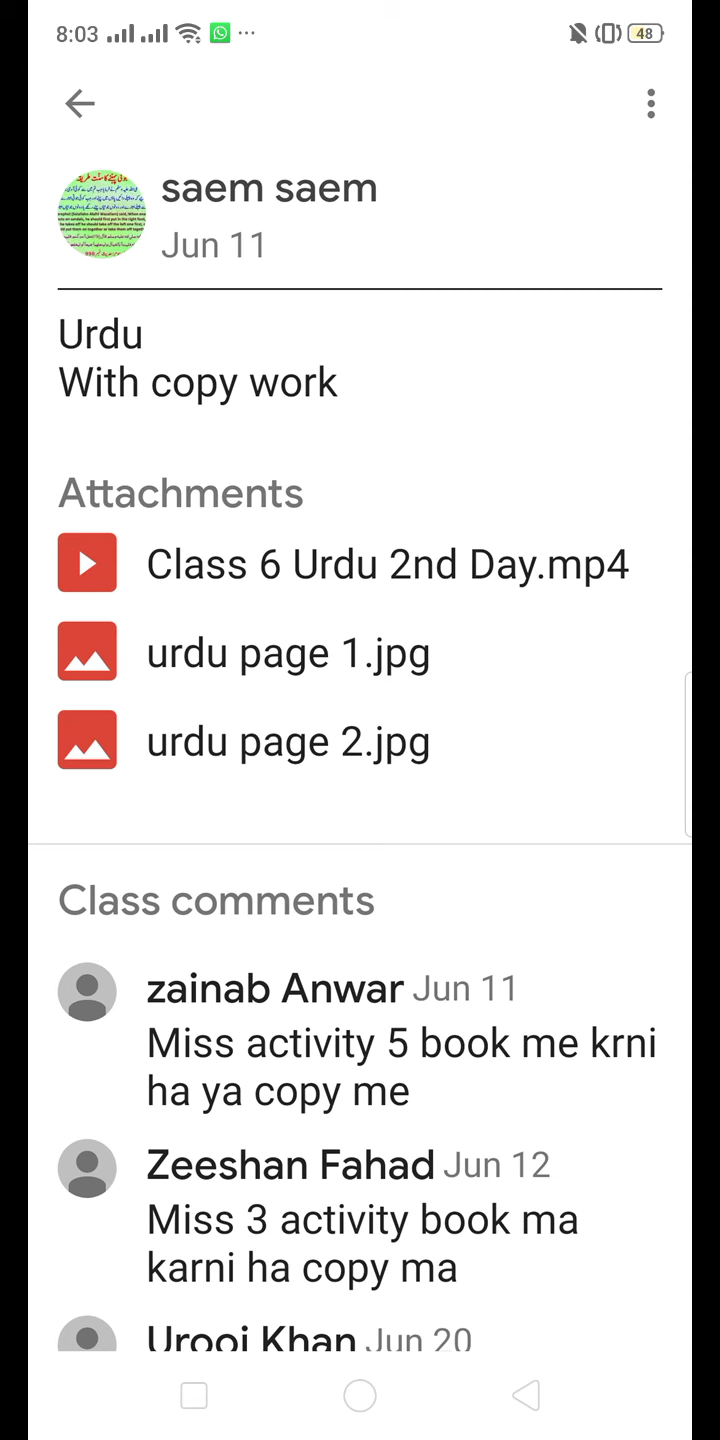 8:03
48
saem saem
Jun 11
Urdu
With copy work
Attachments
Class 6 Urdu 2nd Day.mp4
urdu page 1.jpg
urdu page 2.jpg
Class comments
zainab Anwar Jun 11
Miss activity 5 book me krni
ha ya copy me
Zeeshan Fahad Jun 12
Miss 3 activity book ma
karni ha copy ma
Urooj Khan Jun 20